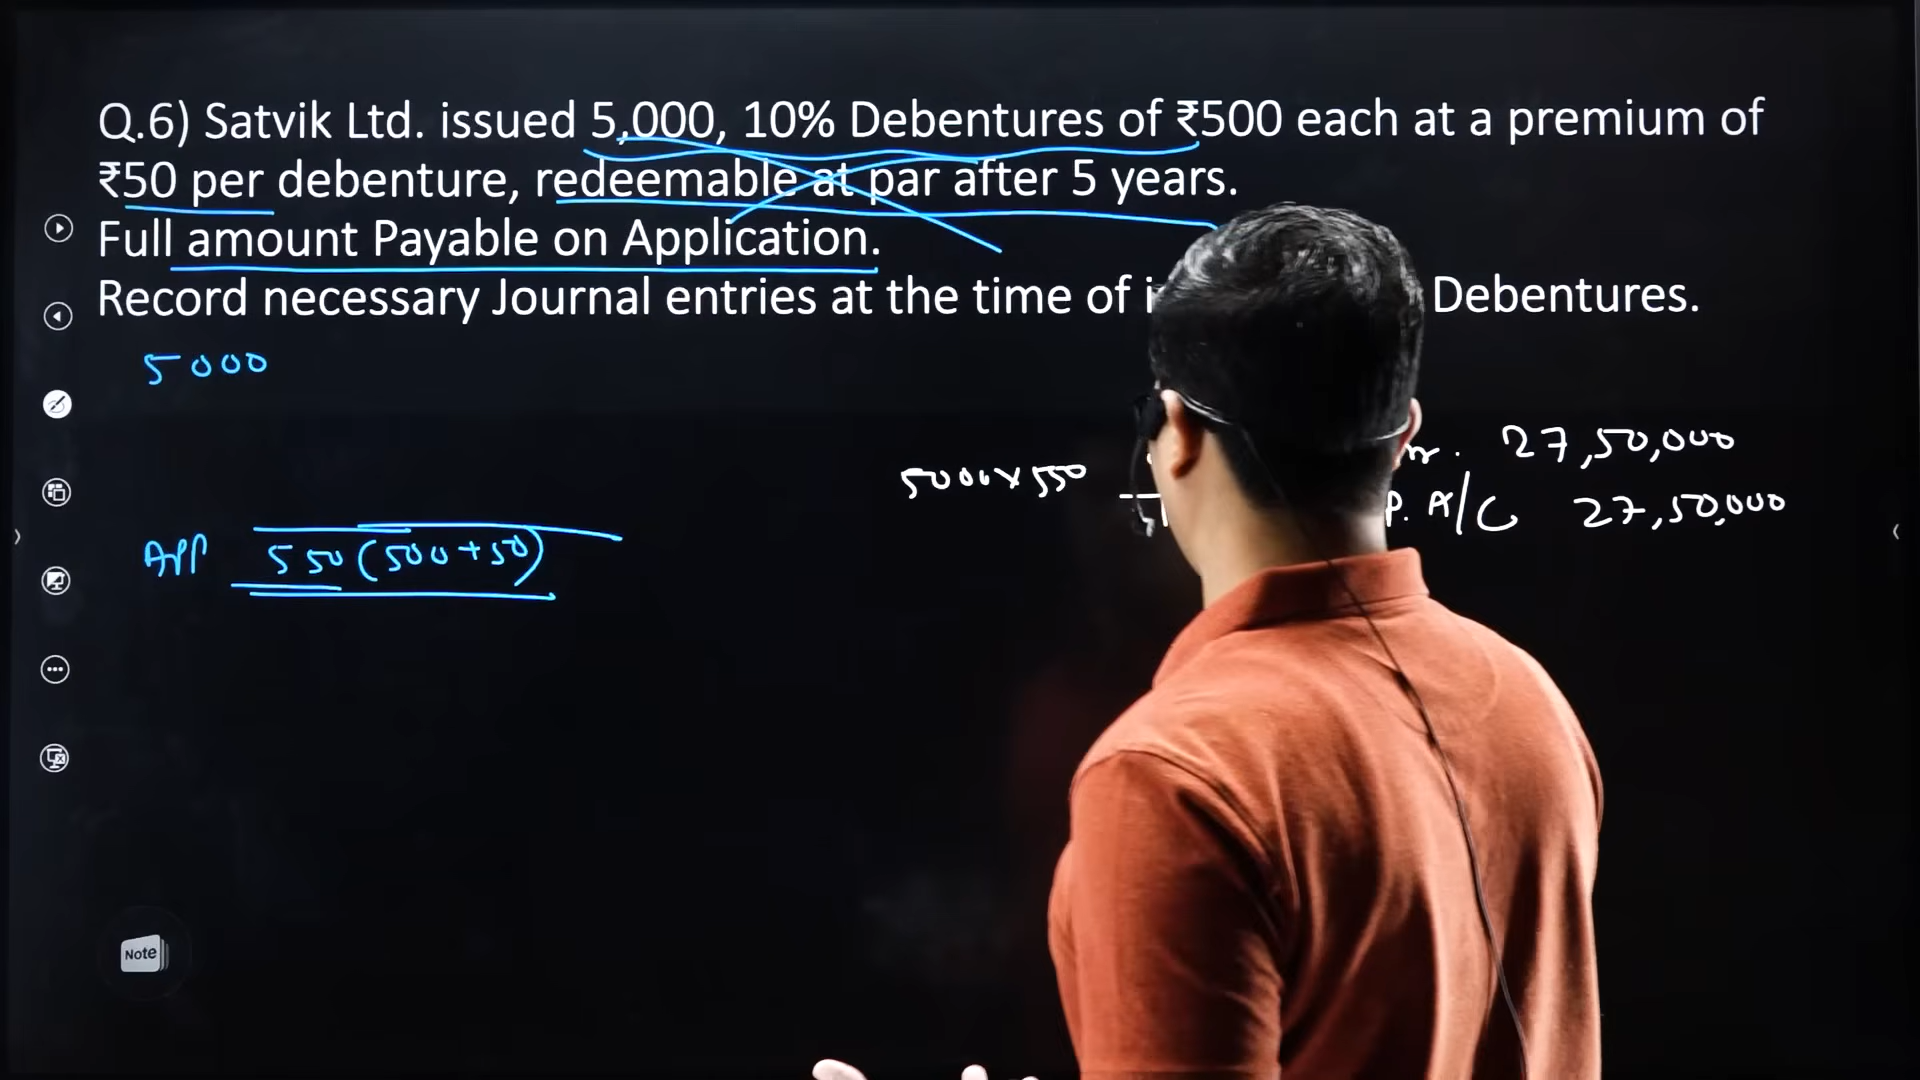 Q.6) Satvik Ltd. issued 5,000, 10% Debentures of ₹500 each at a premium of
₹50 per debenture, redeemable at par after 5 years.
Full amount Payable on Application.
Record necessary Journal entries at the time of Debentures.
5000
27,50,000
5000x550
P. A/C 27,50,000
APP 550 (500+50)
Note